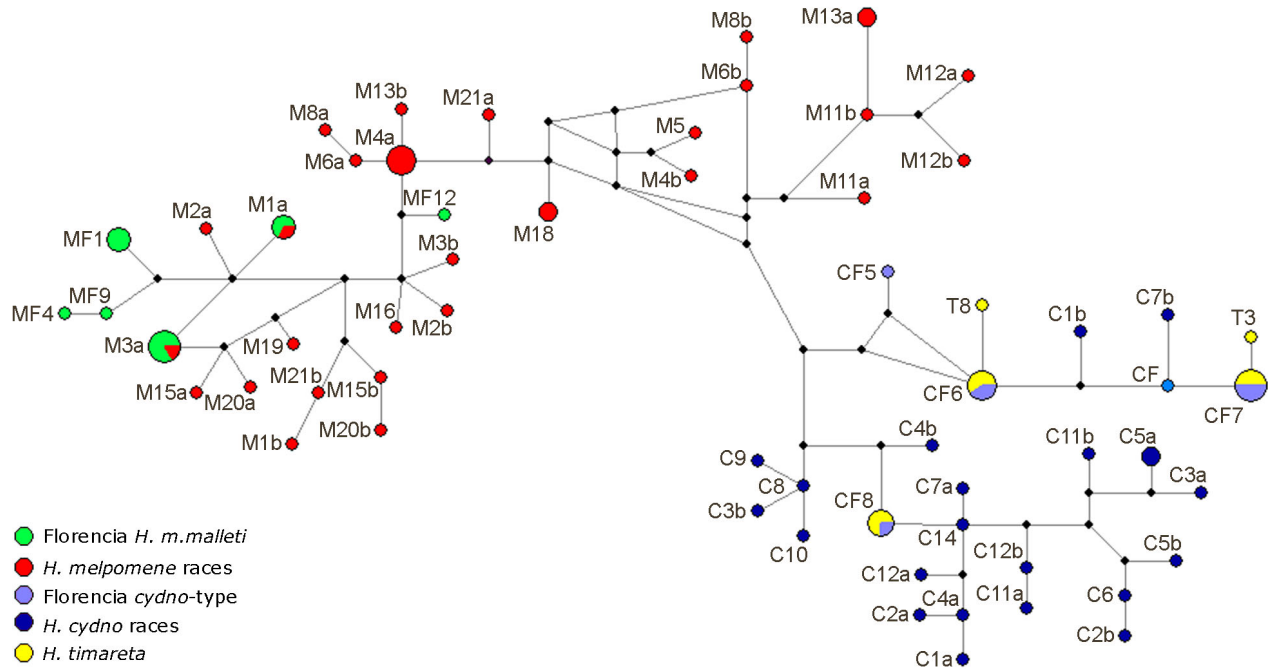 M8b
M13a
M6b
M12a
M13b
M21a
M8a
M4a
M5
M11b
M6a
M4b
M12b
M11a
M1a
MF12
M2a
M18
MF1
M3b
CF5
MF4
MF9
M16
M2b
T8
C1b
C7b
T3
M3a
M19
M21b
M15b
M15a
M20a
CF6
CF
CF7
M1b
M20b
C4b
C11b
C5a
C9
C8
C3a
C7a
CF8
C3b
C14
C10
C12b
C5b
C12a
C11a
C6
C2a
C4a
C2b
C1a
Florencia H. m.malleti
H. melpomene races
Florencia cydno-type
H. cydno races
H. timareta